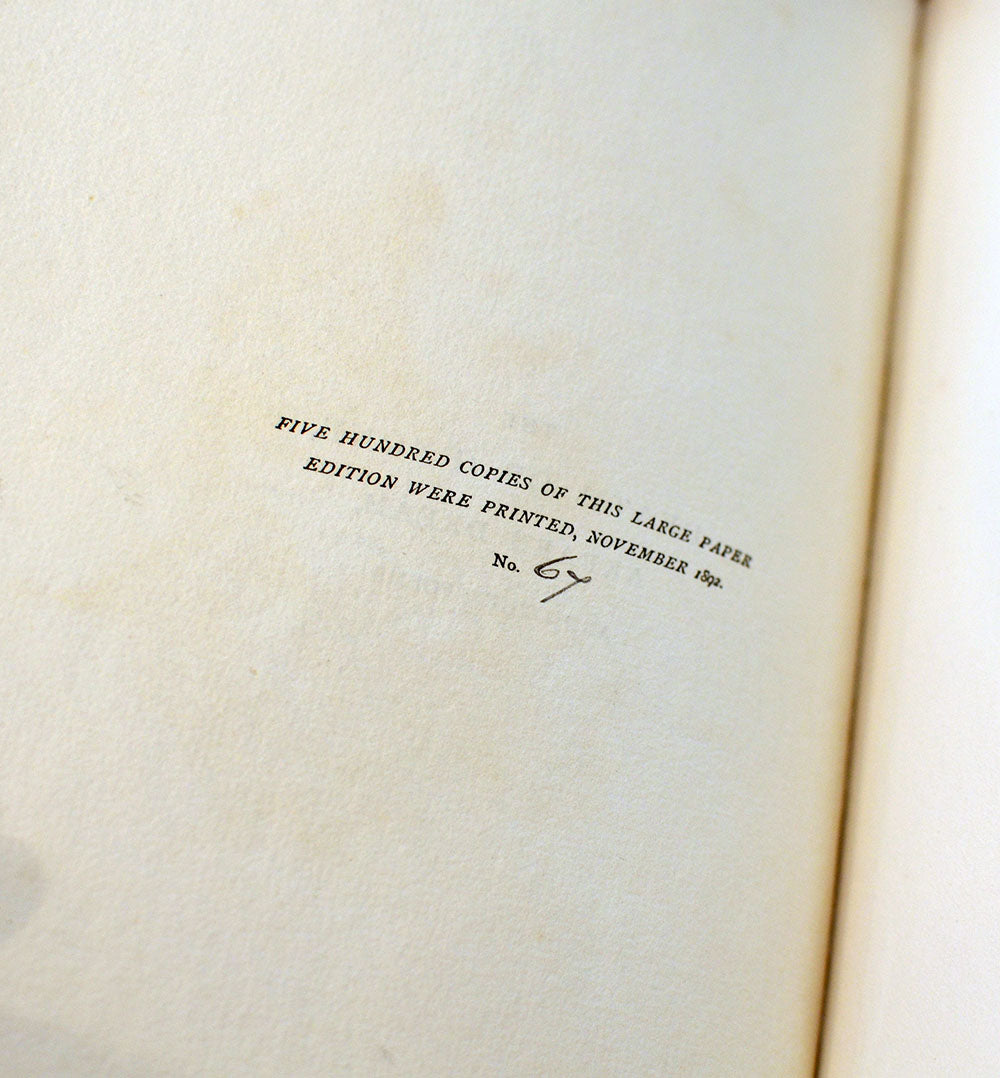 FIVE HUNDRED COPIES OF THIS LARGE PAPER
EDITION WERE PRINTED, NOVEMBER 1892.
No. 67